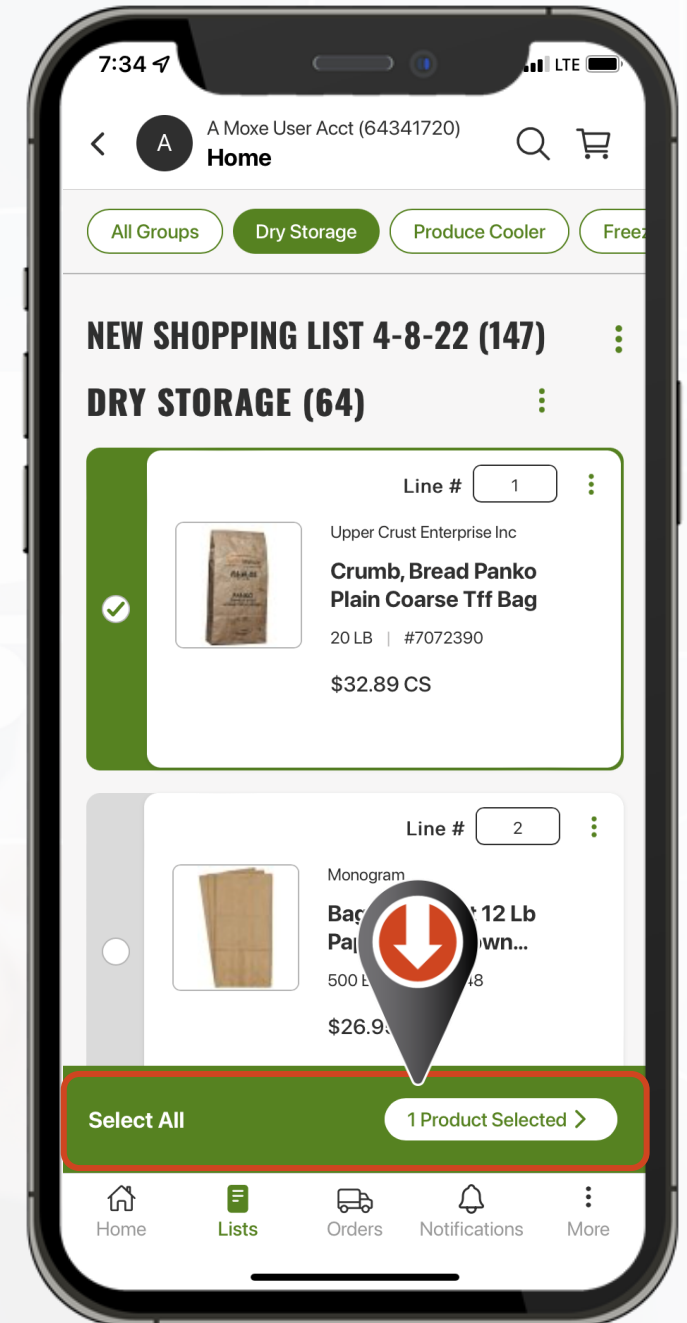 7:34
LTE
A
A Moxe User Acct (64341720)
Home
All Groups
Dry Storage
Produce Cooler
NEW SHOPPING LIST 4-8-22 (147)
DRY STORAGE (64)
Line # 1
Upper Crust Enterprise Inc
Crumb, Bread Panko
Plain Coarse Tff Bag
20 LB | #7072390
$32.89 CS
PANKO
Line # 2
Monogram
12 Lb
500
Select All
1 Product Selected
Home
Lists
Orders
Notifications
More